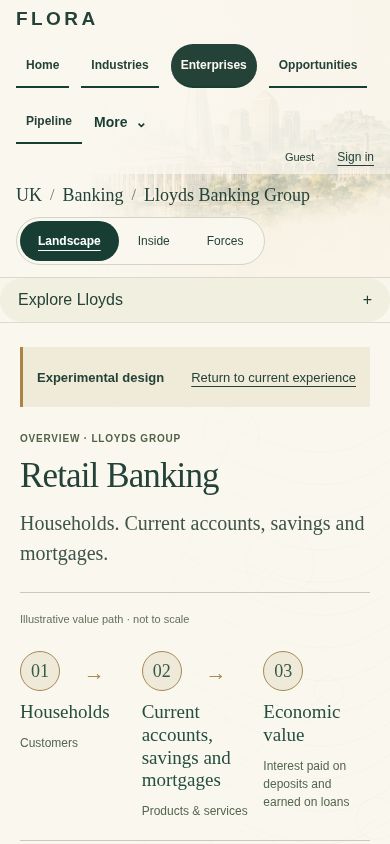 FLORA
Home Industries Enterprises Opportunities
Pipeline More ⌄
Guest Sign in
UK / Banking / Lloyds Banking Group
Landscape Inside Forces
Explore Lloyds +
Experimental design Return to current experience
OVERVIEW · LLOYDS GROUP
Retail Banking
Households. Current accounts, savings and
mortgages.
Illustrative value path · not to scale
01 → 02 → 03
Households
Customers
Current
accounts,
savings and
mortgages
Products & services
Economic
value
Interest paid on
deposits and
earned on loans